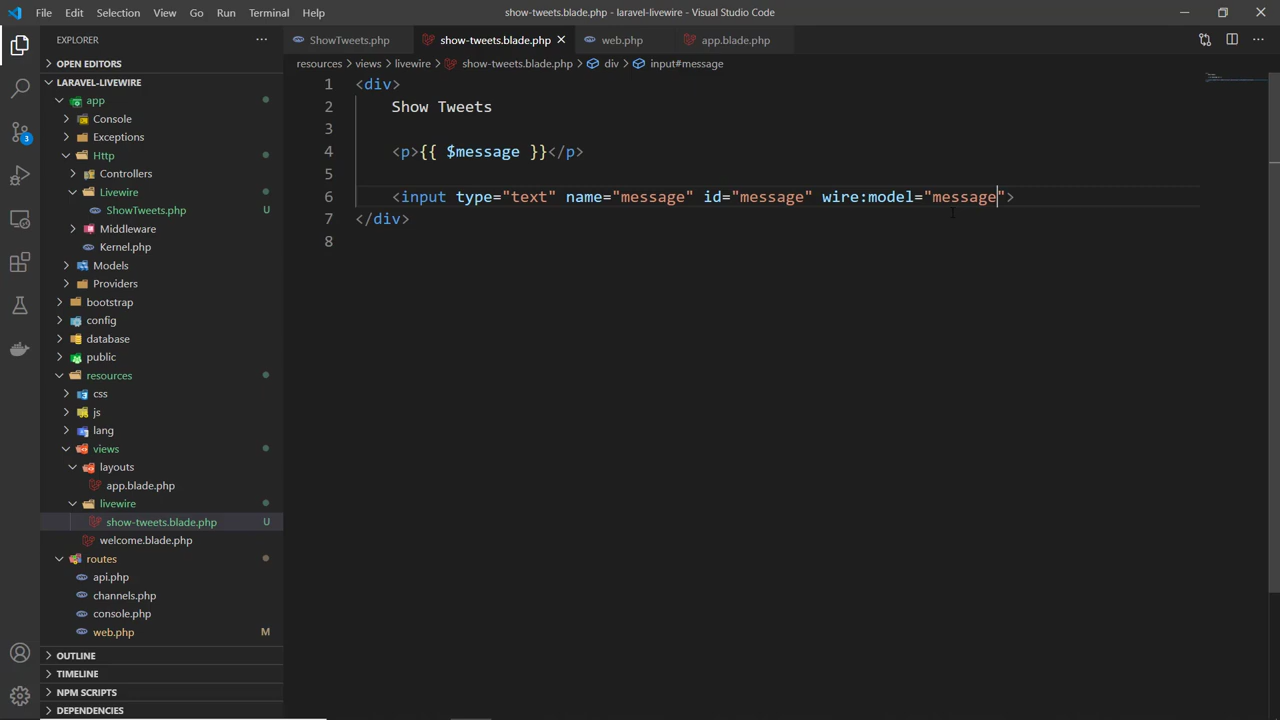 File Edit Selection View Go Run Terminal Help
show-tweets.blade.php - laravel-livewire - Visual Studio Code
EXPLORER
ShowTweets.php
show-tweets.blade.php
web.php
app.blade.php
OPEN EDITORS
resources > views > livewire > show-tweets.blade.php > div > input#message
LARAVEL-LIVEWIRE
app
Console
Exceptions
Http
Controllers
Livewire
ShowTweets.php U
Middleware
Kernel.php
Models
Providers
bootstrap
config
database
public
resources
css
js
lang
views
layouts
app.blade.php
livewire
show-tweets.blade.php U
welcome.blade.php
routes
api.php
channels.php
console.php
web.php M
OUTLINE
TIMELINE
NPM SCRIPTS
DEPENDENCIES
3
1 <div>
2 Show Tweets
3
4 <p>{{ $message }}</p>
5
6 <input type="text" name="message" id="message" wire:model="message">
7 </div>
8